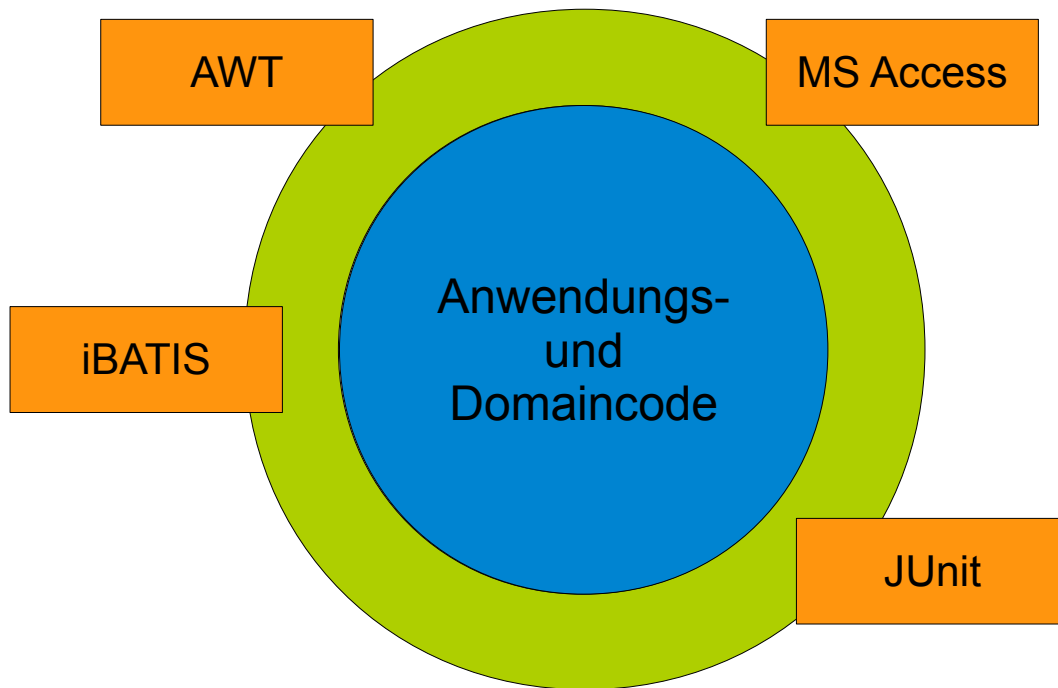 AWT
MS Access
Anwendungs-
und
Domaincode
iBATIS
JUnit